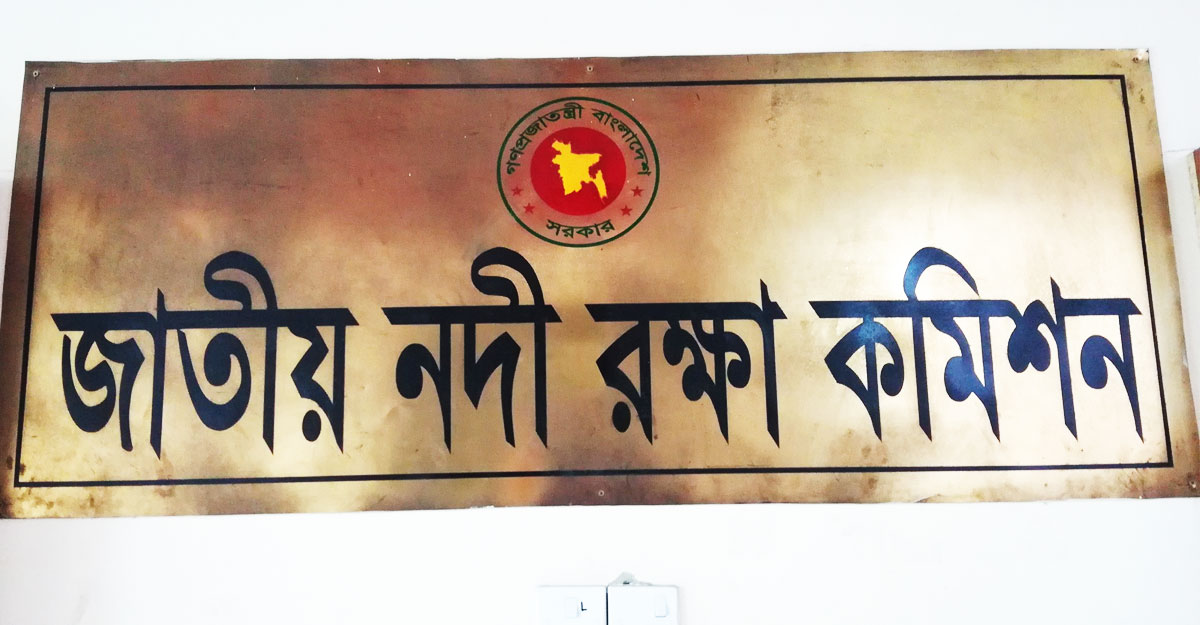 গণপ্রজাতন্ত্রী বাংলাদেশ
সরকার
জাতীয় নদী রক্ষা কমিশন
L